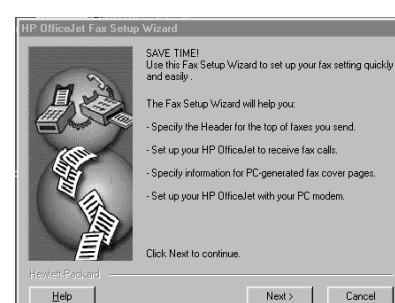 HP OfficeJet Fax Setup Wizard
SAVE TIME!
Use this Fax Setup Wizard to set up your fax setting quickly
and easily .
The Fax Setup Wizard will help you:
- Specify the Header for the top of faxes you send.
- Set up your HP OfficeJet to receive fax calls.
- Specify information for PC-generated fax cover pages.
- Set up your HP OfficeJet with your PC modem.
Click Next to continue.
Hewlett-Packard
Help
Next >
Cancel